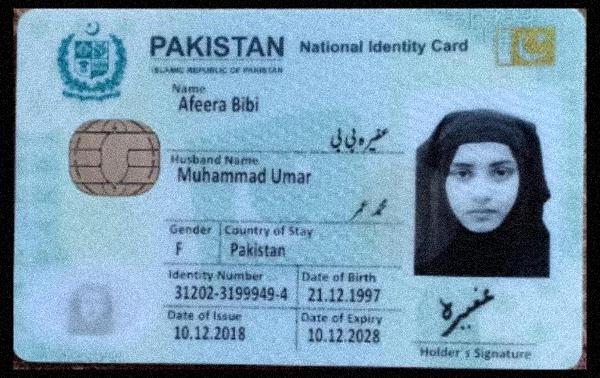 PAKISTAN National Identity Card
ISLAMIC REPUBLIC OF PAKISTAN
Name
Afeera Bibi
عفیرہ بی بی
Husband Name
Muhammad Umar
محمد عمر
Gender Country of Stay
F Pakistan
Identity Number Date of Birth
31202-3199949-4 21.12.1997
Date of Issue Date of Expiry
10.12.2018 10.12.2028
عفیرہ
Holder's Signature